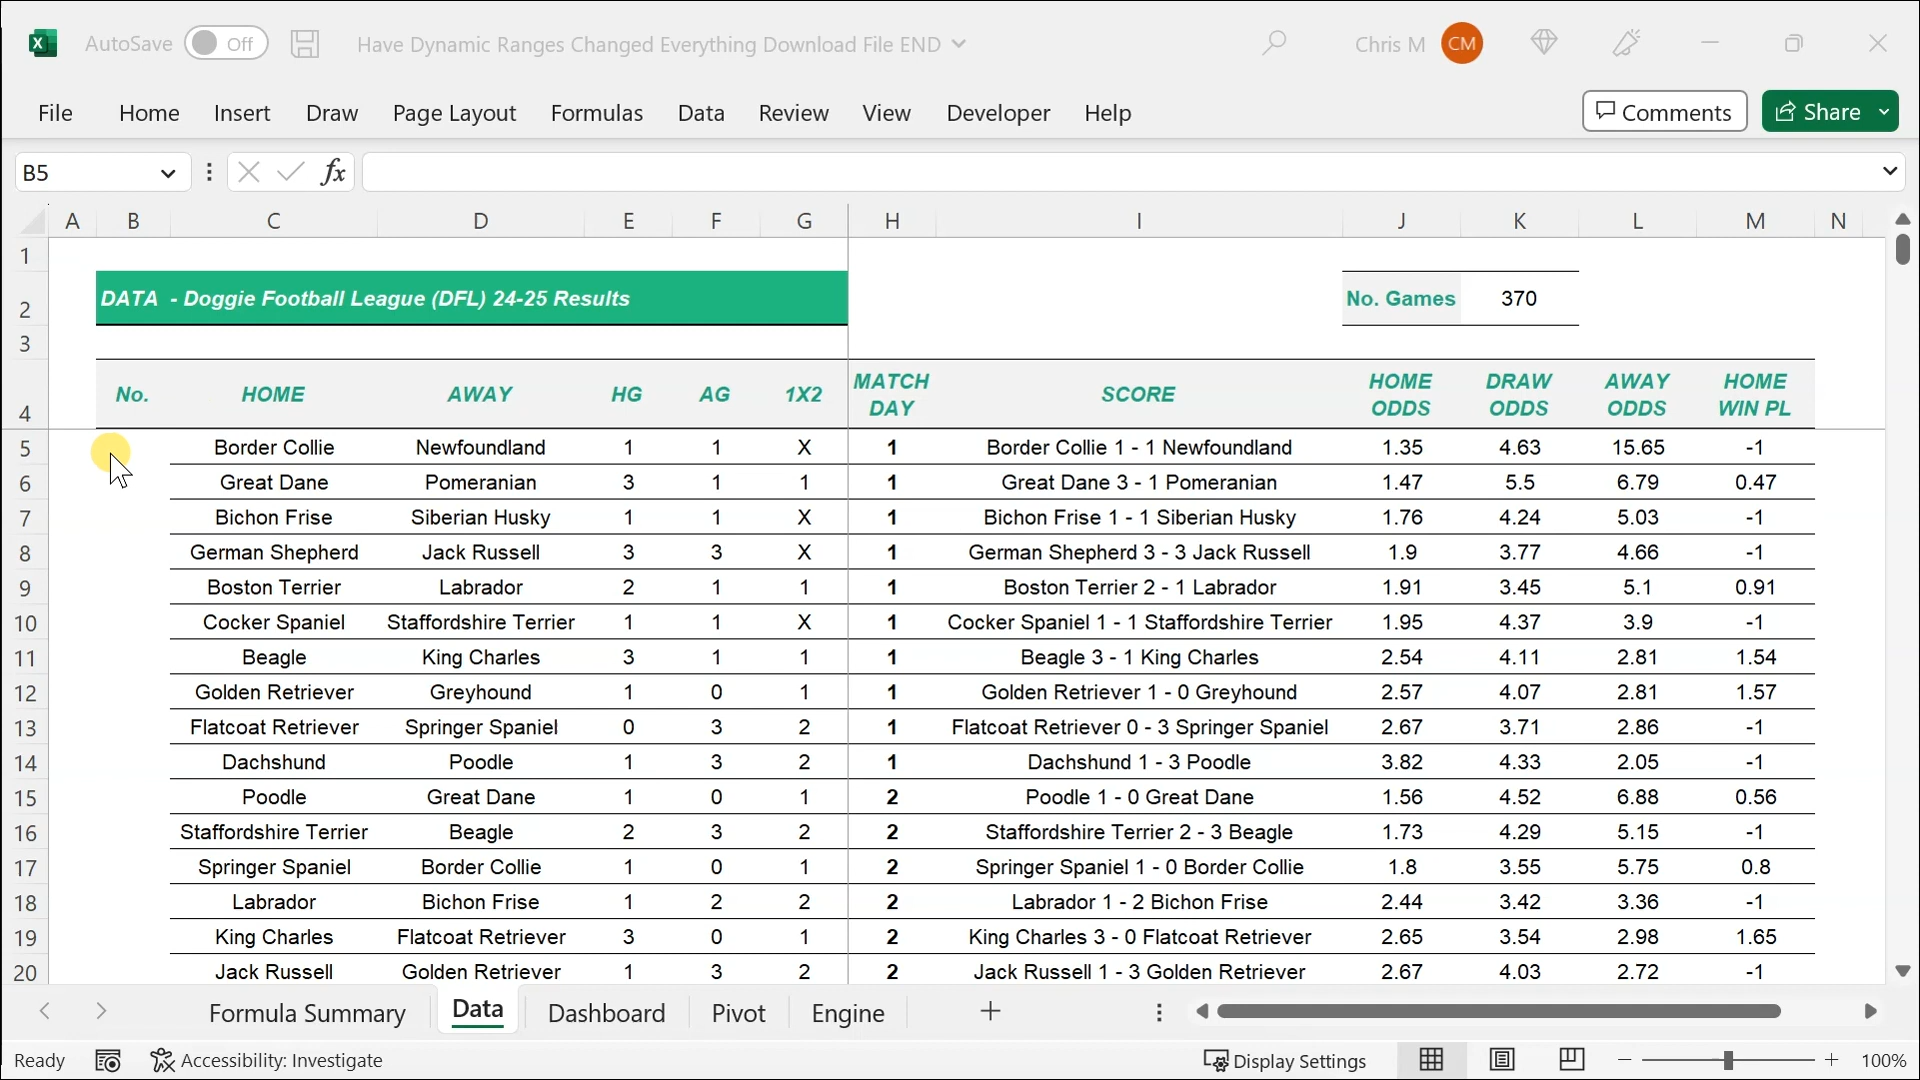 AutoSave Off Have Dynamic Ranges Changed Everything Download File END Chris M CM
File Home Insert Draw Page Layout Formulas Data Review View Developer Help Comments Share
B5 fx
A B C D E F G H I J K L M N
1
2 DATA - Doggie Football League (DFL) 24-25 Results No. Games 370
3
4 No. HOME AWAY HG AG 1X2 MATCH DAY SCORE HOME ODDS DRAW ODDS AWAY ODDS HOME WIN PL
5 Border Collie Newfoundland 1 1 X 1 Border Collie 1 - 1 Newfoundland 1.35 4.63 15.65 -1
6 Great Dane Pomeranian 3 1 1 1 Great Dane 3 - 1 Pomeranian 1.47 5.5 6.79 0.47
7 Bichon Frise Siberian Husky 1 1 X 1 Bichon Frise 1 - 1 Siberian Husky 1.76 4.24 5.03 -1
8 German Shepherd Jack Russell 3 3 X 1 German Shepherd 3 - 3 Jack Russell 1.9 3.77 4.66 -1
9 Boston Terrier Labrador 2 1 1 1 Boston Terrier 2 - 1 Labrador 1.91 3.45 5.1 0.91
10 Cocker Spaniel Staffordshire Terrier 1 1 X 1 Cocker Spaniel 1 - 1 Staffordshire Terrier 1.95 4.37 3.9 -1
11 Beagle King Charles 3 1 1 1 Beagle 3 - 1 King Charles 2.54 4.11 2.81 1.54
12 Golden Retriever Greyhound 1 0 1 1 Golden Retriever 1 - 0 Greyhound 2.57 4.07 2.81 1.57
13 Flatcoat Retriever Springer Spaniel 0 3 2 1 Flatcoat Retriever 0 - 3 Springer Spaniel 2.67 3.71 2.86 -1
14 Dachshund Poodle 1 3 2 1 Dachshund 1 - 3 Poodle 3.82 4.33 2.05 -1
15 Poodle Great Dane 1 0 1 2 Poodle 1 - 0 Great Dane 1.56 4.52 6.88 0.56
16 Staffordshire Terrier Beagle 2 3 2 2 Staffordshire Terrier 2 - 3 Beagle 1.73 4.29 5.15 -1
17 Springer Spaniel Border Collie 1 0 1 2 Springer Spaniel 1 - 0 Border Collie 1.8 3.55 5.75 0.8
18 Labrador Bichon Frise 1 2 2 2 Labrador 1 - 2 Bichon Frise 2.44 3.42 3.36 -1
19 King Charles Flatcoat Retriever 3 0 1 2 King Charles 3 - 0 Flatcoat Retriever 2.65 3.54 2.98 1.65
20 Jack Russell Golden Retriever 1 3 2 2 Jack Russell 1 - 3 Golden Retriever 2.67 4.03 2.72 -1
Formula Summary Data Dashboard Pivot Engine
Ready Accessibility: Investigate Display Settings 100%